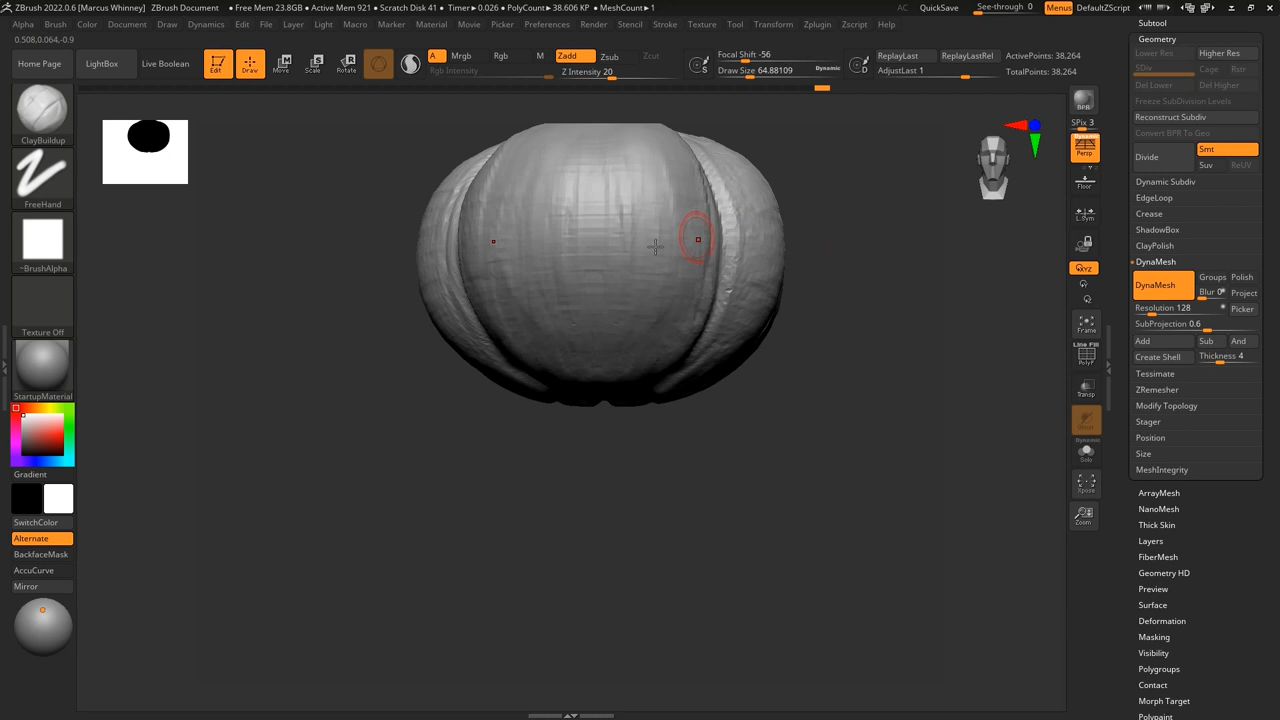 ZBrush 2022.0.6 [Marcus Whinney] ZBrush Document • Free Mem 23.8GB • Active Mem 921 • Scratch Disk 41 • Timer▸0.026 • PolyCount▸38.606 KP • MeshCount▸1 AC QuickSave See-through 0 Menus DefaultZScript
Alpha Brush Color Document Draw Dynamics Edit File Layer Light Macro Marker Material Movie Picker Preferences Render Stencil Stroke Texture Tool Transform Zplugin Zscript Help
0.508,0.064,-0.9
Home Page
LightBox
Live Boolean
Edit
Draw
Move
Scale
Rotate
A
Mrgb
Rgb
M
Zadd
Zsub
Zcut
Rgb Intensity
Z Intensity 20
Focal Shift -56
Draw Size 64.88109
Dynamic
S
D
ReplayLast
ReplayLastRel
AdjustLast 1
ActivePoints: 38,264
TotalPoints: 38,264
ClayBuildup
FreeHand
~BrushAlpha
Texture Off
StartupMaterial
Gradient
SwitchColor
Alternate
BackfaceMask
AccuCurve
Mirror
BPR
SPix 3
Dynamic
Persp
Floor
L.Sym
XYZ
Frame
Line Fill
PolyF
Transp
Dynamic
Solo
Xpose
Zoom
Subtool
Geometry
Lower Res
Higher Res
SDiv
Cage
Rstr
Del Lower
Del Higher
Freeze SubDivision Levels
Reconstruct Subdiv
Convert BPR To Geo
Divide
Smt
Suv
ReUV
Dynamic Subdiv
EdgeLoop
Crease
ShadowBox
ClayPolish
DynaMesh
DynaMesh
Groups
Polish
Blur 0
Project
Resolution 128
Picker
SubProjection 0.6
Add
Sub
And
Create Shell
Thickness 4
Tessimate
ZRemesher
Modify Topology
Stager
Position
Size
MeshIntegrity
ArrayMesh
NanoMesh
Thick Skin
Layers
FiberMesh
Geometry HD
Preview
Surface
Deformation
Masking
Visibility
Polygroups
Contact
Morph Target
Polypaint